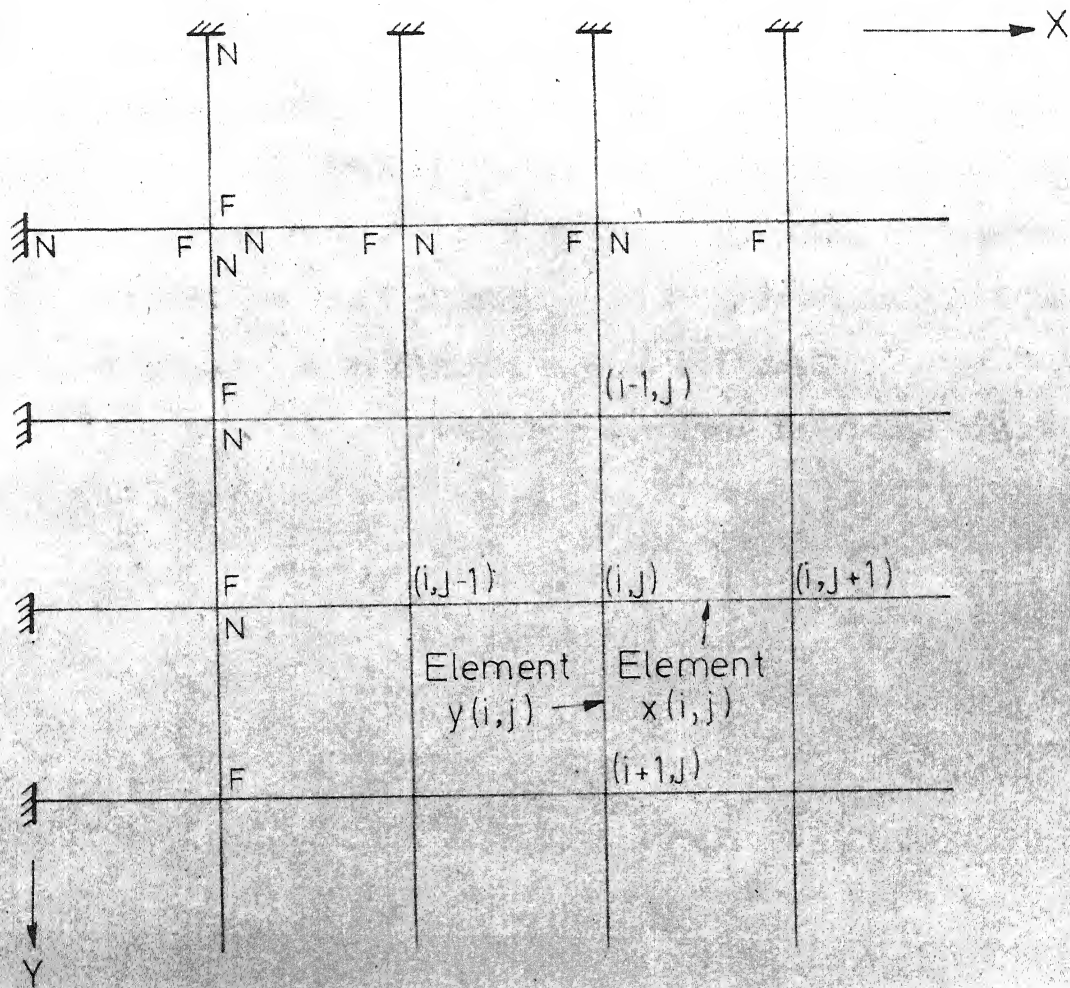 X
N
F
N F N F N F N F
N
F (i-1,j)
N
F (i,j-1) (i,j) (i,j+1)
N
Element Element
y(i,j) x(i,j)
F (i+1,j)
Y